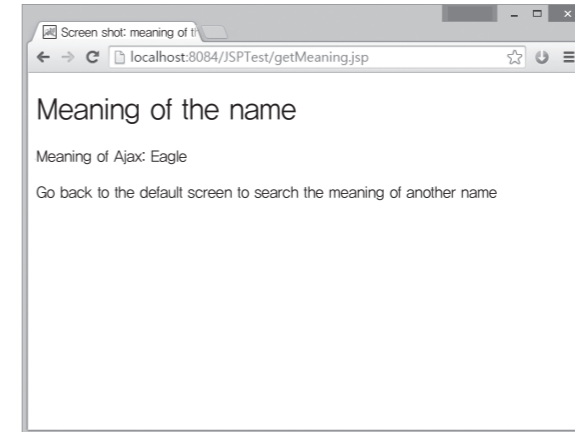 Screen shot: meaning of th
localhost:8084/JSPTest/getMeaning.jsp
Meaning of the name
Meaning of Ajax: Eagle
Go back to the default screen to search the meaning of another name